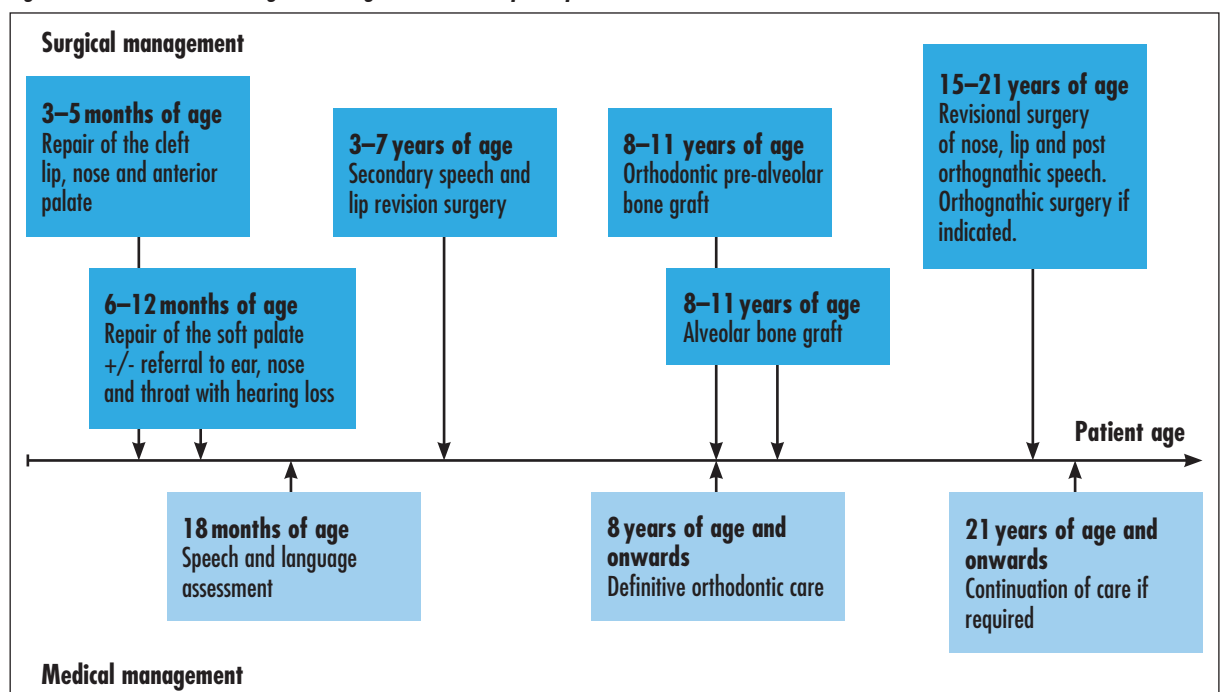 Surgical management
3–5 months of age
Repair of the cleft
lip, nose and anterior
palate
6–12 months of age
Repair of the soft palate
+/- referral to ear, nose
and throat with hearing loss
3–7 years of age
Secondary speech and
lip revision surgery
8–11 years of age
Orthodontic pre-alveolar
bone graft
8–11 years of age
Alveolar bone graft
15–21 years of age
Revisional surgery
of nose, lip and post
orthognathic speech.
Orthognathic surgery if
indicated.
Patient age
18 months of age
Speech and language
assessment
8 years of age and
onwards
Definitive orthodontic care
21 years of age and
onwards
Continuation of care if
required
Medical management